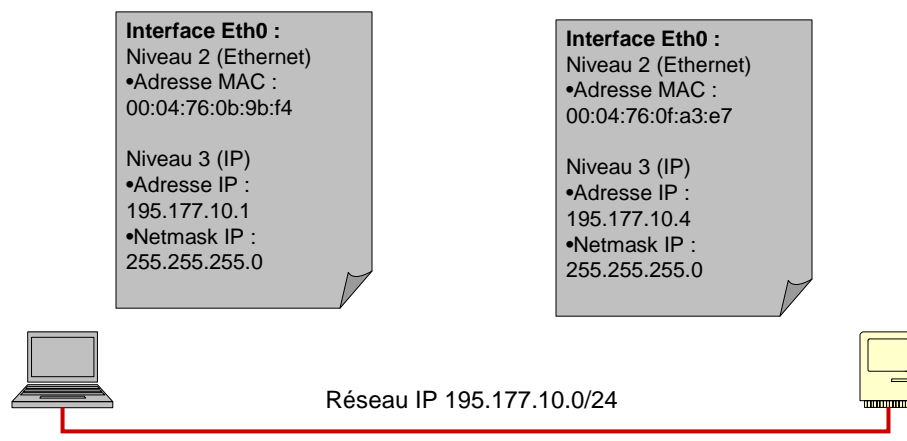 Interface Eth0 :
Niveau 2 (Ethernet)
•Adresse MAC :
00:04:76:0b:9b:f4
Niveau 3 (IP)
•Adresse IP :
195.177.10.1
•Netmask IP :
255.255.255.0
Interface Eth0 :
Niveau 2 (Ethernet)
•Adresse MAC :
00:04:76:0f:a3:e7
Niveau 3 (IP)
•Adresse IP :
195.177.10.4
•Netmask IP :
255.255.255.0
Réseau IP 195.177.10.0/24